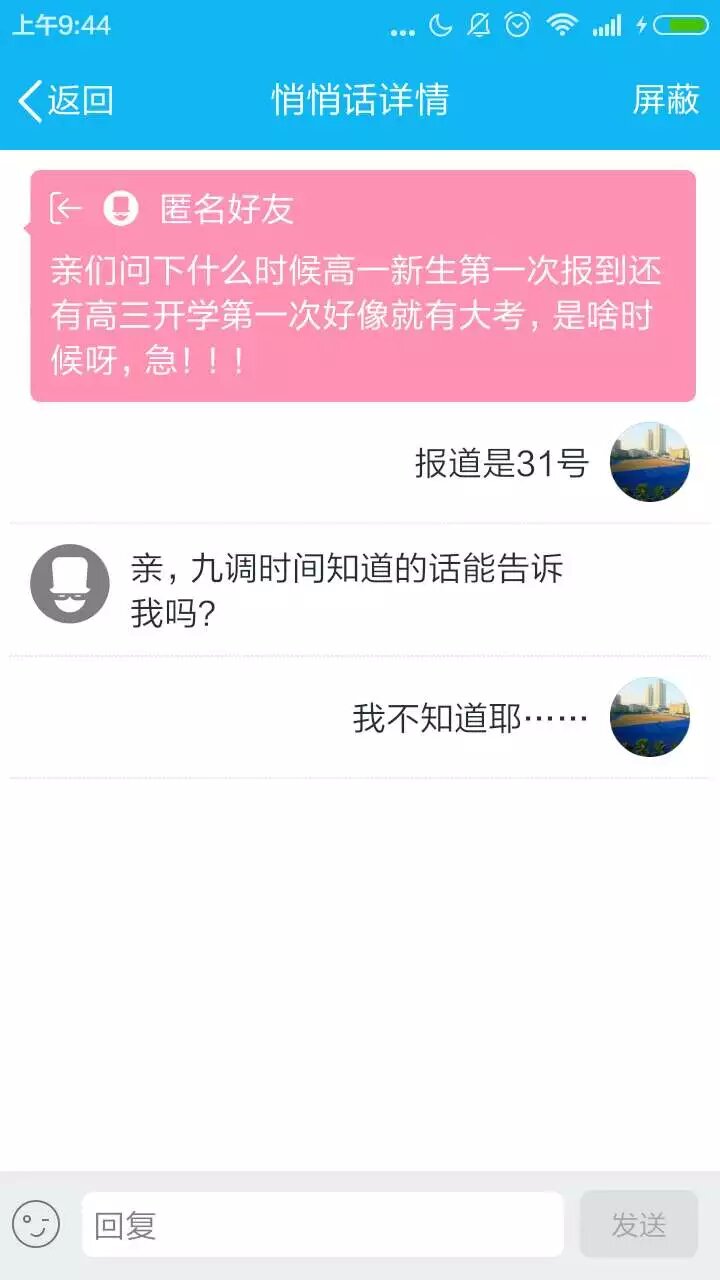 上午9:44
返回
悄悄话详情
屏蔽
匿名好友
亲们问下什么时候高一新生第一次报到还
有高三开学第一次好像就有大考，是啥时
候呀，急！！！
报道是31号
亲，九调时间知道的话能告诉
我吗?
我不知道耶······
回复
发送